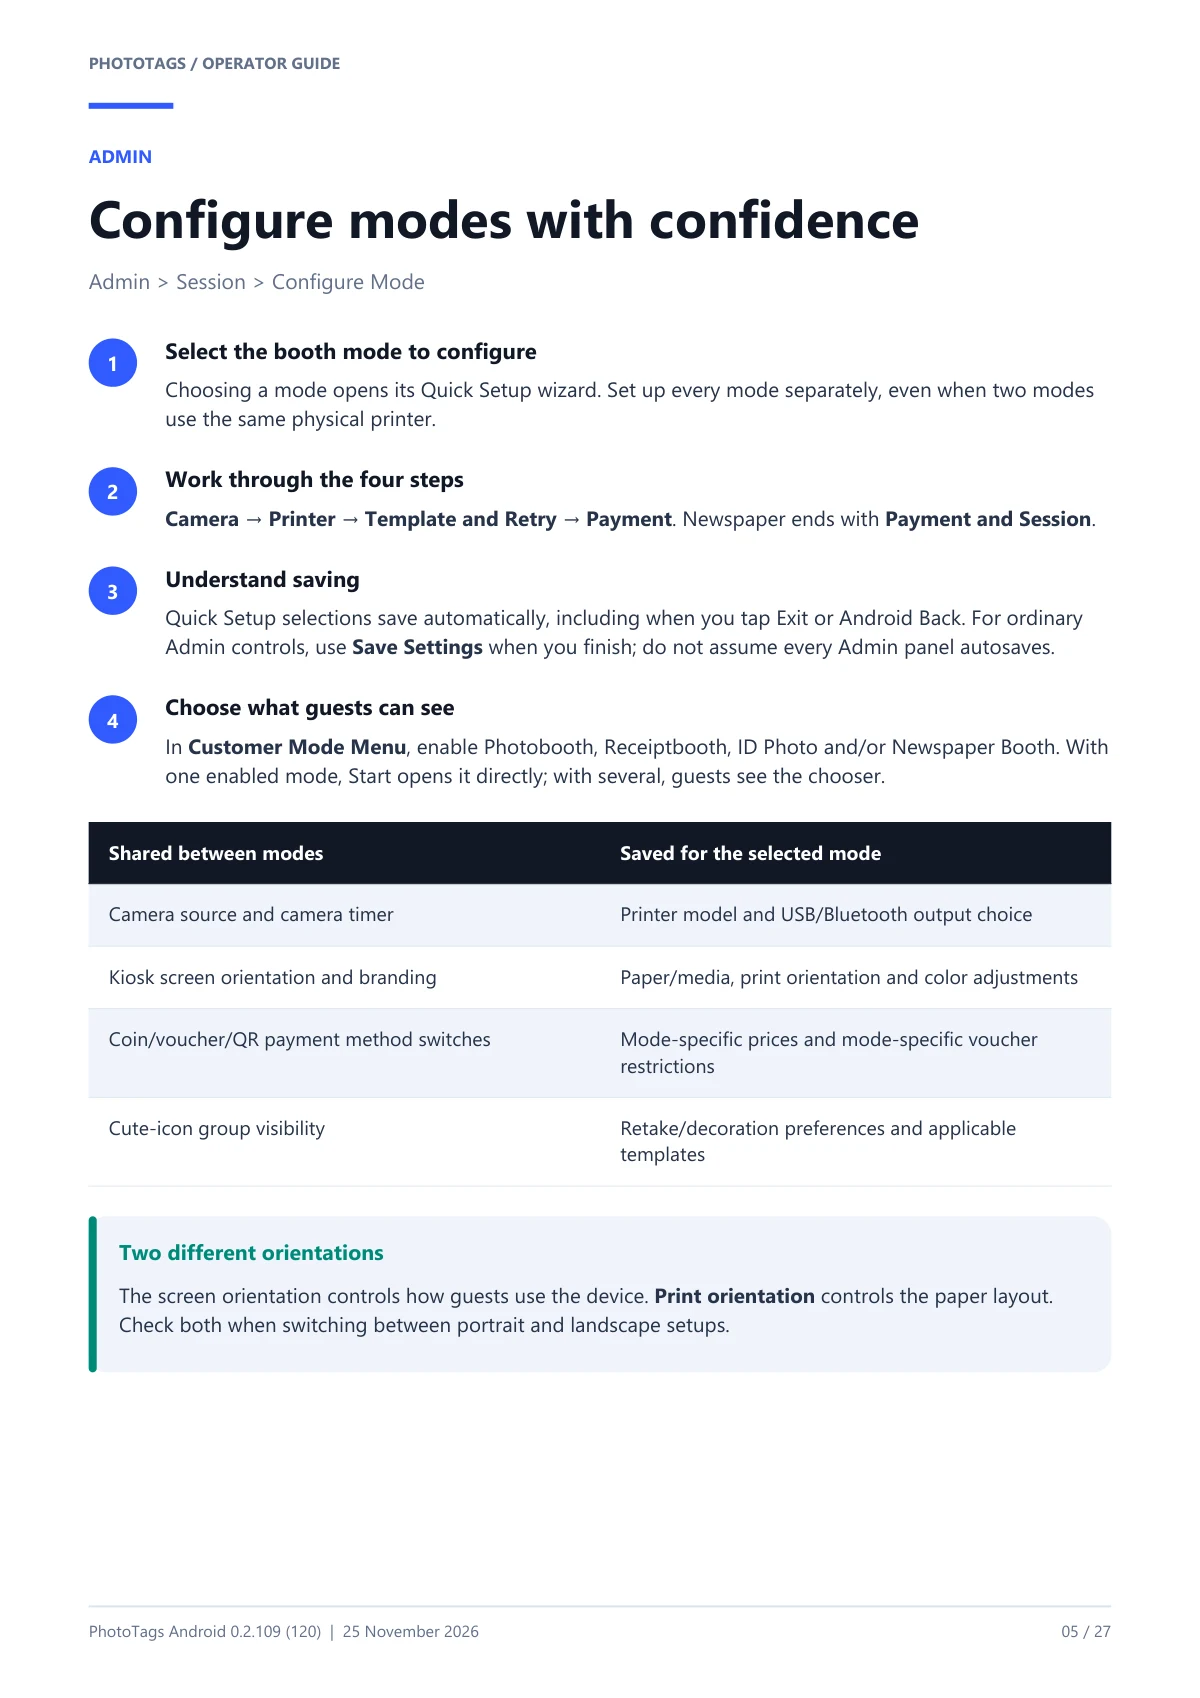 PHOTOTAGS / OPERATOR GUIDE
ADMIN
Configure modes with confidence
Admin > Session > Configure Mode
1
Select the booth mode to configure
Choosing a mode opens its Quick Setup wizard. Set up every mode separately, even when two modes
use the same physical printer.
2
Work through the four steps
Camera → Printer → Template and Retry → Payment. Newspaper ends with Payment and Session.
3
Understand saving
Quick Setup selections save automatically, including when you tap Exit or Android Back. For ordinary
Admin controls, use Save Settings when you finish; do not assume every Admin panel autosaves.
4
Choose what guests can see
In Customer Mode Menu, enable Photobooth, Receiptbooth, ID Photo and/or Newspaper Booth. With
one enabled mode, Start opens it directly; with several, guests see the chooser.
Shared between modes
Saved for the selected mode
Camera source and camera timer
Printer model and USB/Bluetooth output choice
Kiosk screen orientation and branding
Paper/media, print orientation and color adjustments
Coin/voucher/QR payment method switches
Mode-specific prices and mode-specific voucher
restrictions
Cute-icon group visibility
Retake/decoration preferences and applicable
templates
Two different orientations
The screen orientation controls how guests use the device. Print orientation controls the paper layout.
Check both when switching between portrait and landscape setups.
PhotoTags Android 0.2.109 (120) | 25 November 2026
05 / 27